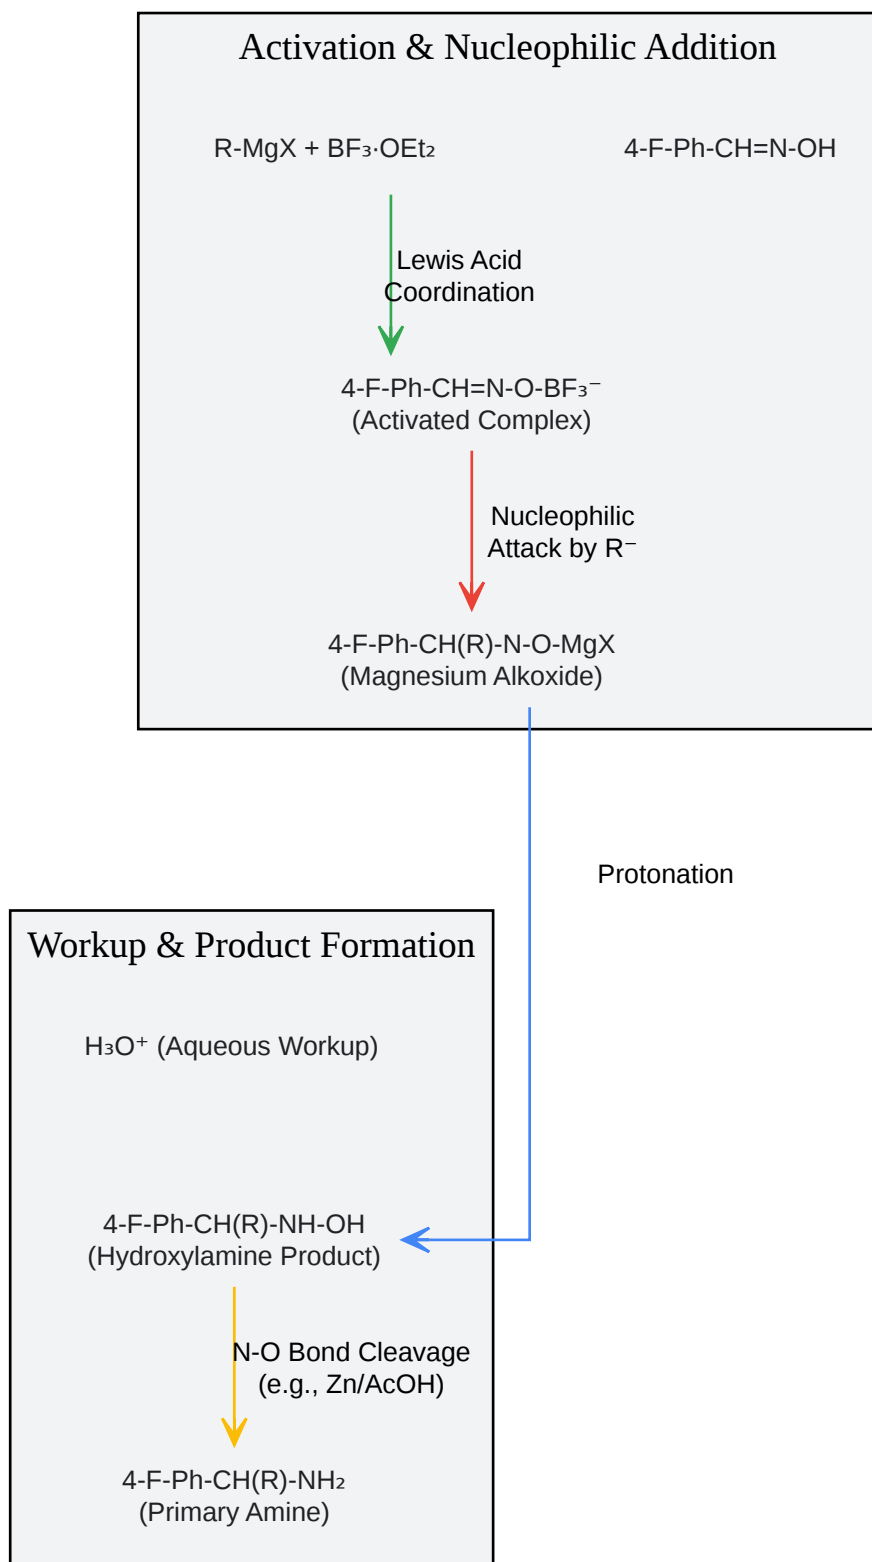 Activation & Nucleophilic Addition
R-MgX + BF₃·OEt₂
4-F-Ph-CH=N-OH
Lewis Acid
Coordination
4-F-Ph-CH=N-O-BF₃⁻
(Activated Complex)
Nucleophilic
Attack by R⁻
4-F-Ph-CH(R)-N-O-MgX
(Magnesium Alkoxide)
Protonation
Workup & Product Formation
H₃O⁺ (Aqueous Workup)
4-F-Ph-CH(R)-NH-OH
(Hydroxylamine Product)
N-O Bond Cleavage
(e.g., Zn/AcOH)
4-F-Ph-CH(R)-NH₂
(Primary Amine)